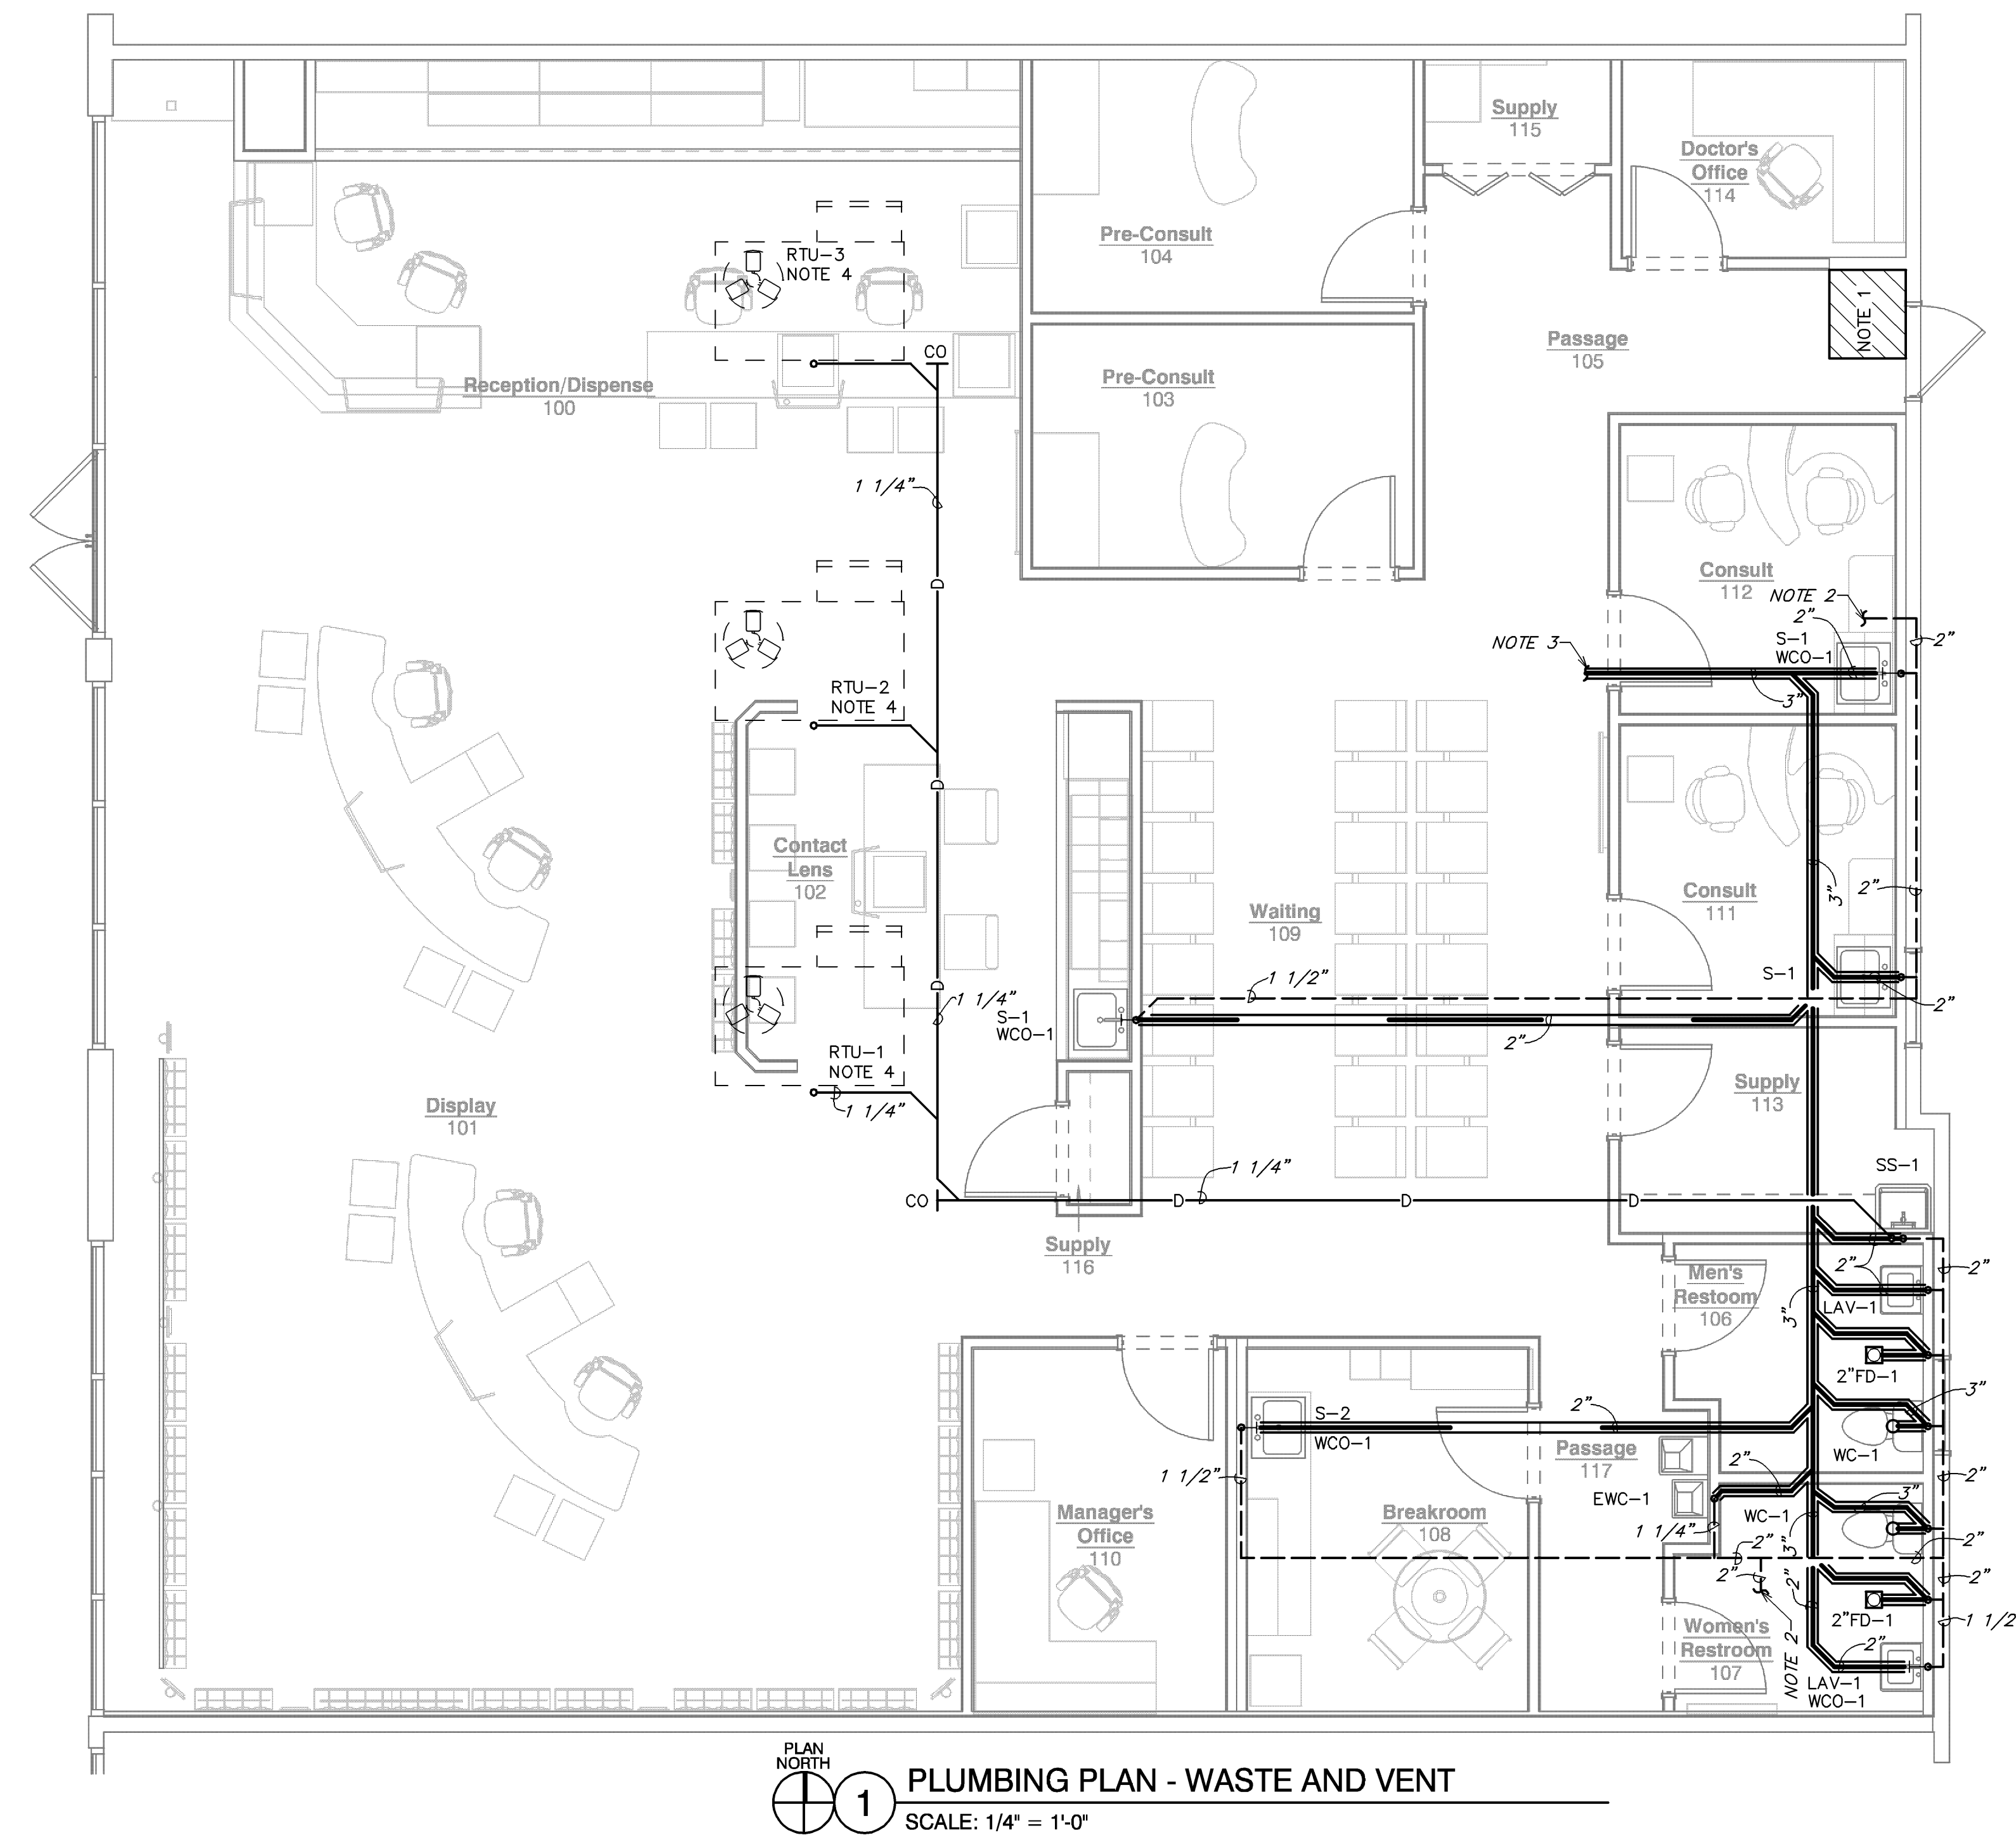 Supply
115
Doctor's
Office
114
Pre-Consult
104
RTU-3
NOTE 4
NOTE 1
Passage
105
CO
Pre-Consult
103
Reception/Dispense
100
1 1/4"
Consult
112
NOTE 2
2"
S-1
WCO-1
2"
NOTE 3
3"
RTU-2
NOTE 4
Contact
Lens
102
Waiting
109
Consult
111
3"
2"
S-1
2"
1 1/2"
1 1/4"
S-1
WCO-1
2"
RTU-1
NOTE 4
1 1/4"
Display
101
Supply
113
SS-1
1 1/4"
CO
D
D
D
D
D
D
Supply
116
Men's
Restoom
106
2"
2"
LAV-1
3"
2"FD-1
3"
S-2
WCO-1
2"
Passage
117
WC-1
1 1/2"
2"
2"
EWC-1
WC-1
3"
1 1/4"
Manager's
Office
110
Breakroom
108
3"
2"
2"
2"
2"
2"
2"FD-1
1 1/2
Women's
Restroom
107
NOTE 2
2"
LAV-1
WCO-1
PLAN
NORTH
1
PLUMBING PLAN - WASTE AND VENT
SCALE: 1/4" = 1'-0"